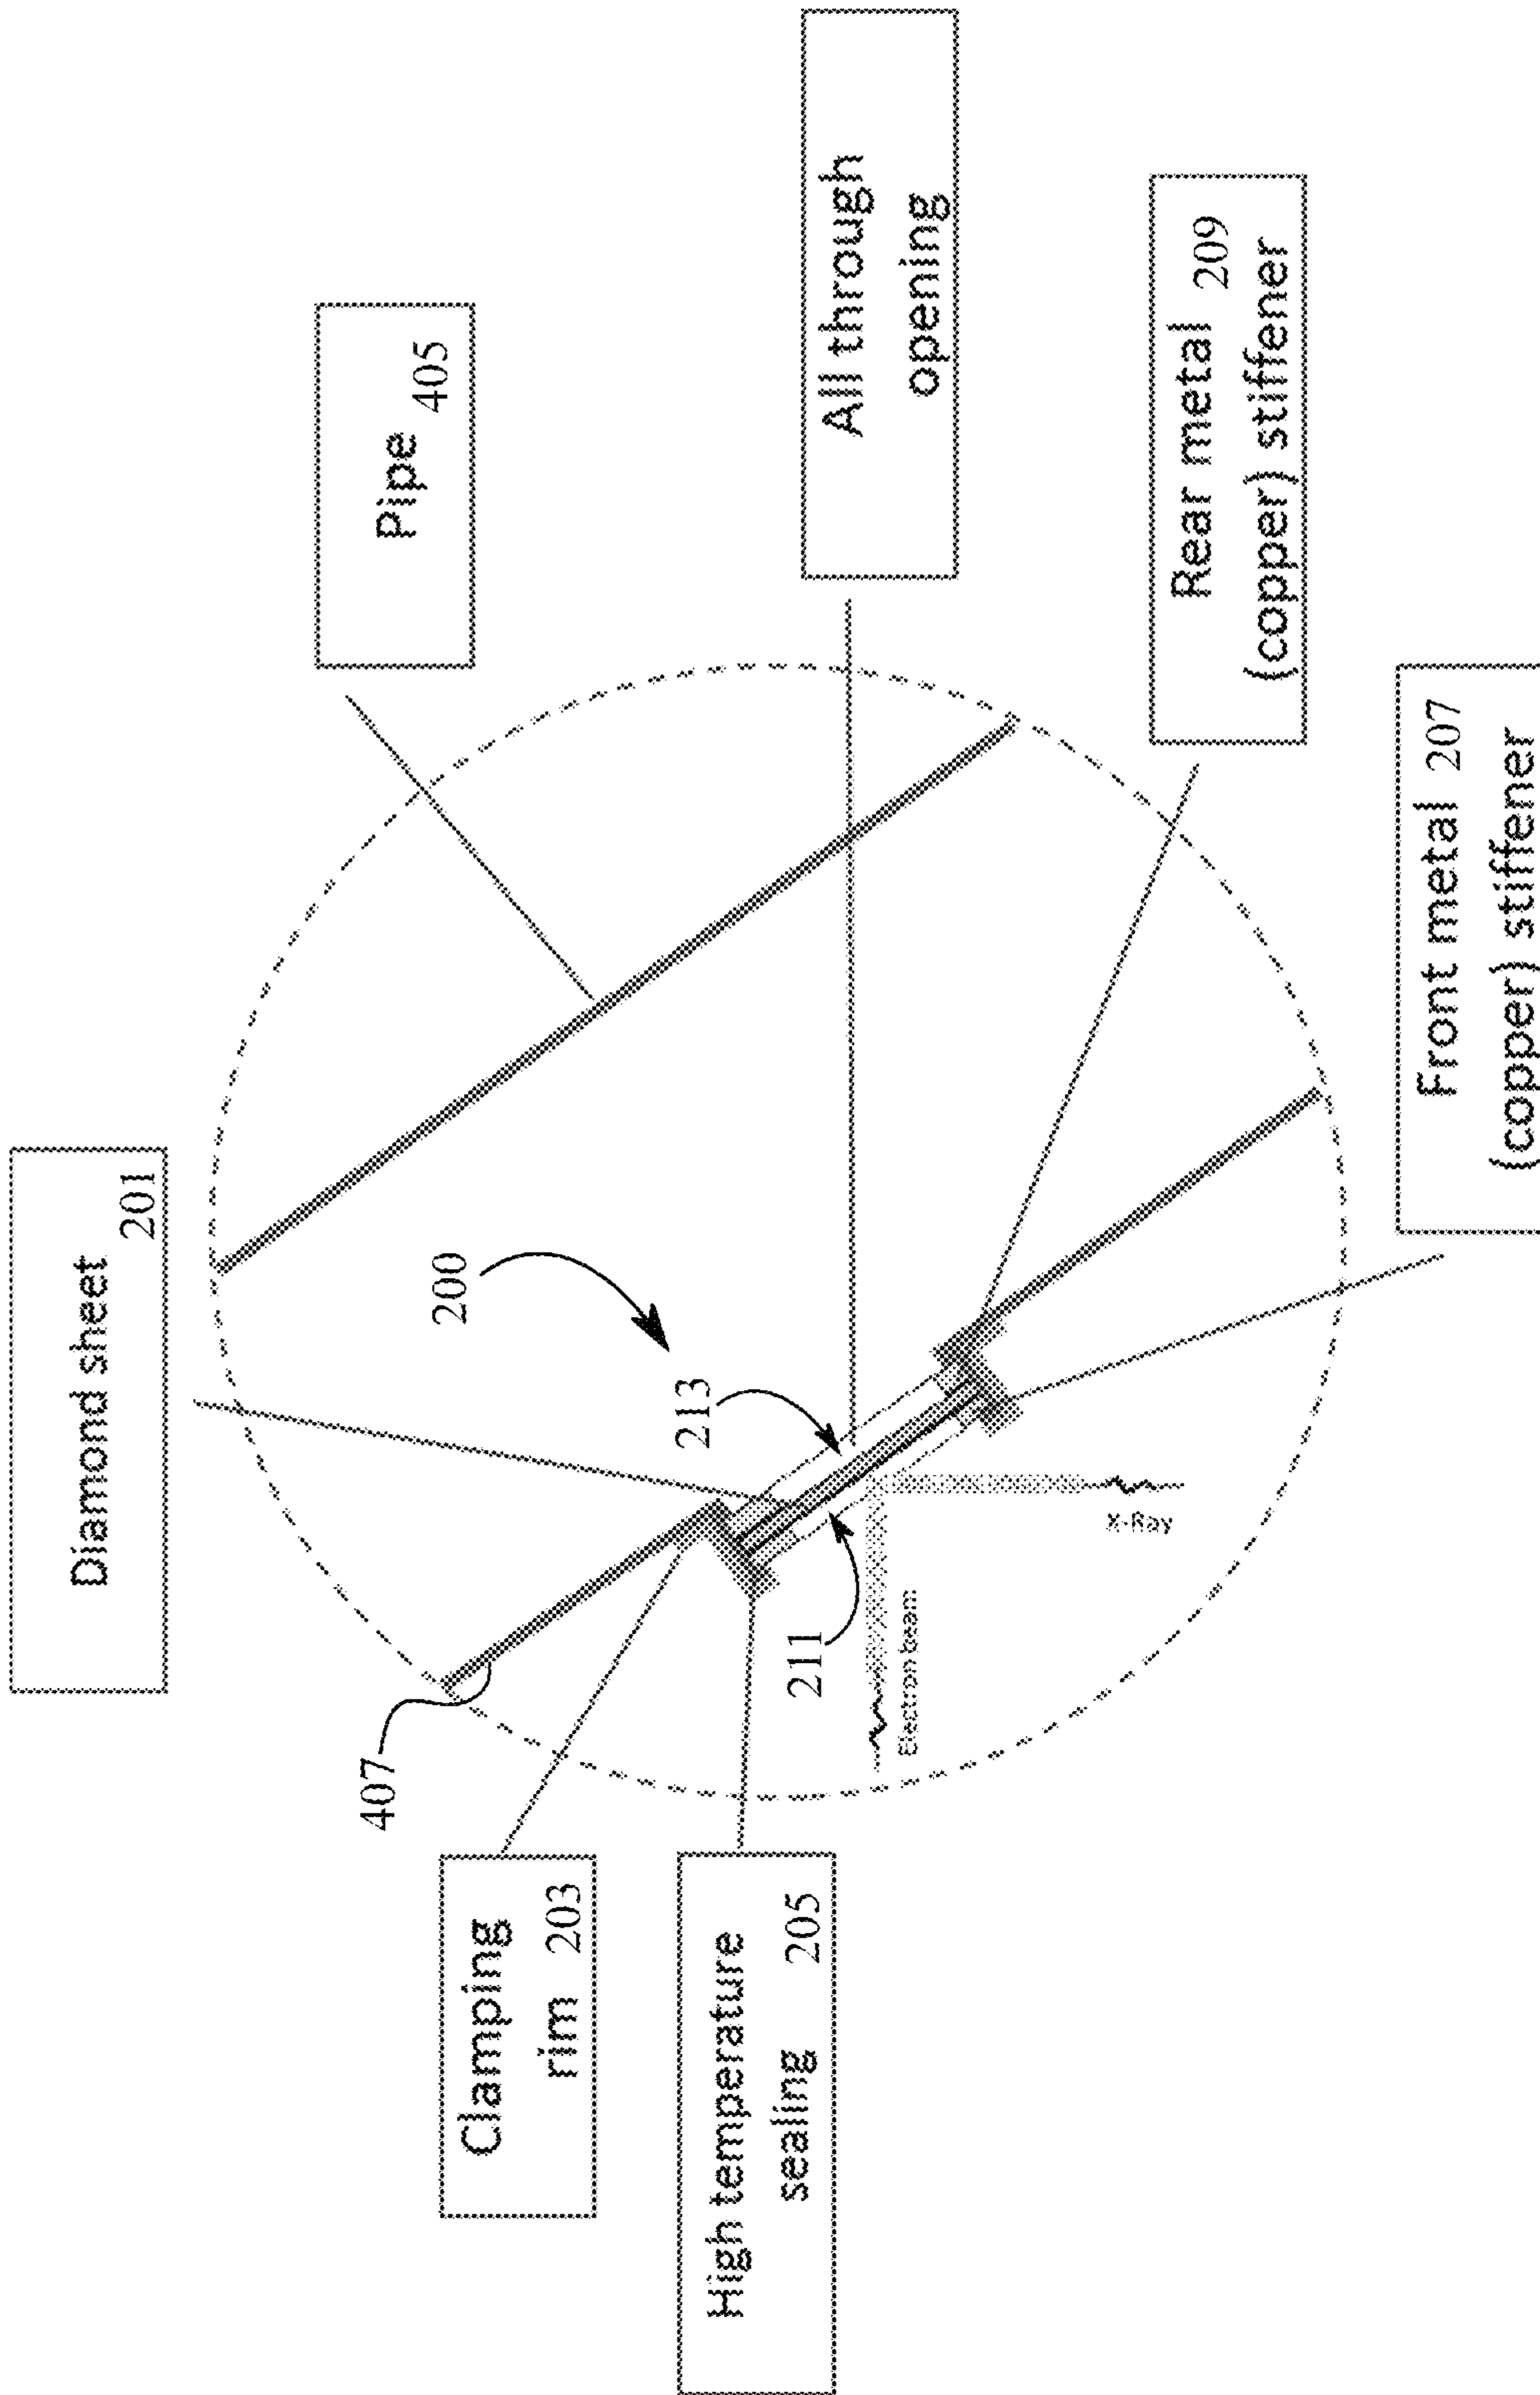 Diamond sheet
201
Pipe 405
All through
opening
Rear metal 209
(copper) stiffener
Front metal 207
(copper) stiffener
Clamping
rim 203
High temperature
sealing 205
407
200
213
211
Electron beam
X-Ray